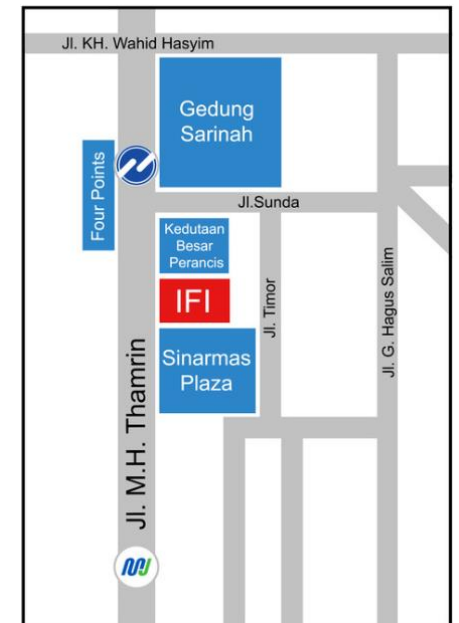 Jl. KH. Wahid Hasyim
Gedung
Sarinah
Four Points
Jl.Sunda
Kedutaan
Besar
Perancis
IFI
Jl. Timor
Jl. G. Hagus Salim
Sinarmas
Plaza
Jl. M.H. Thamrin